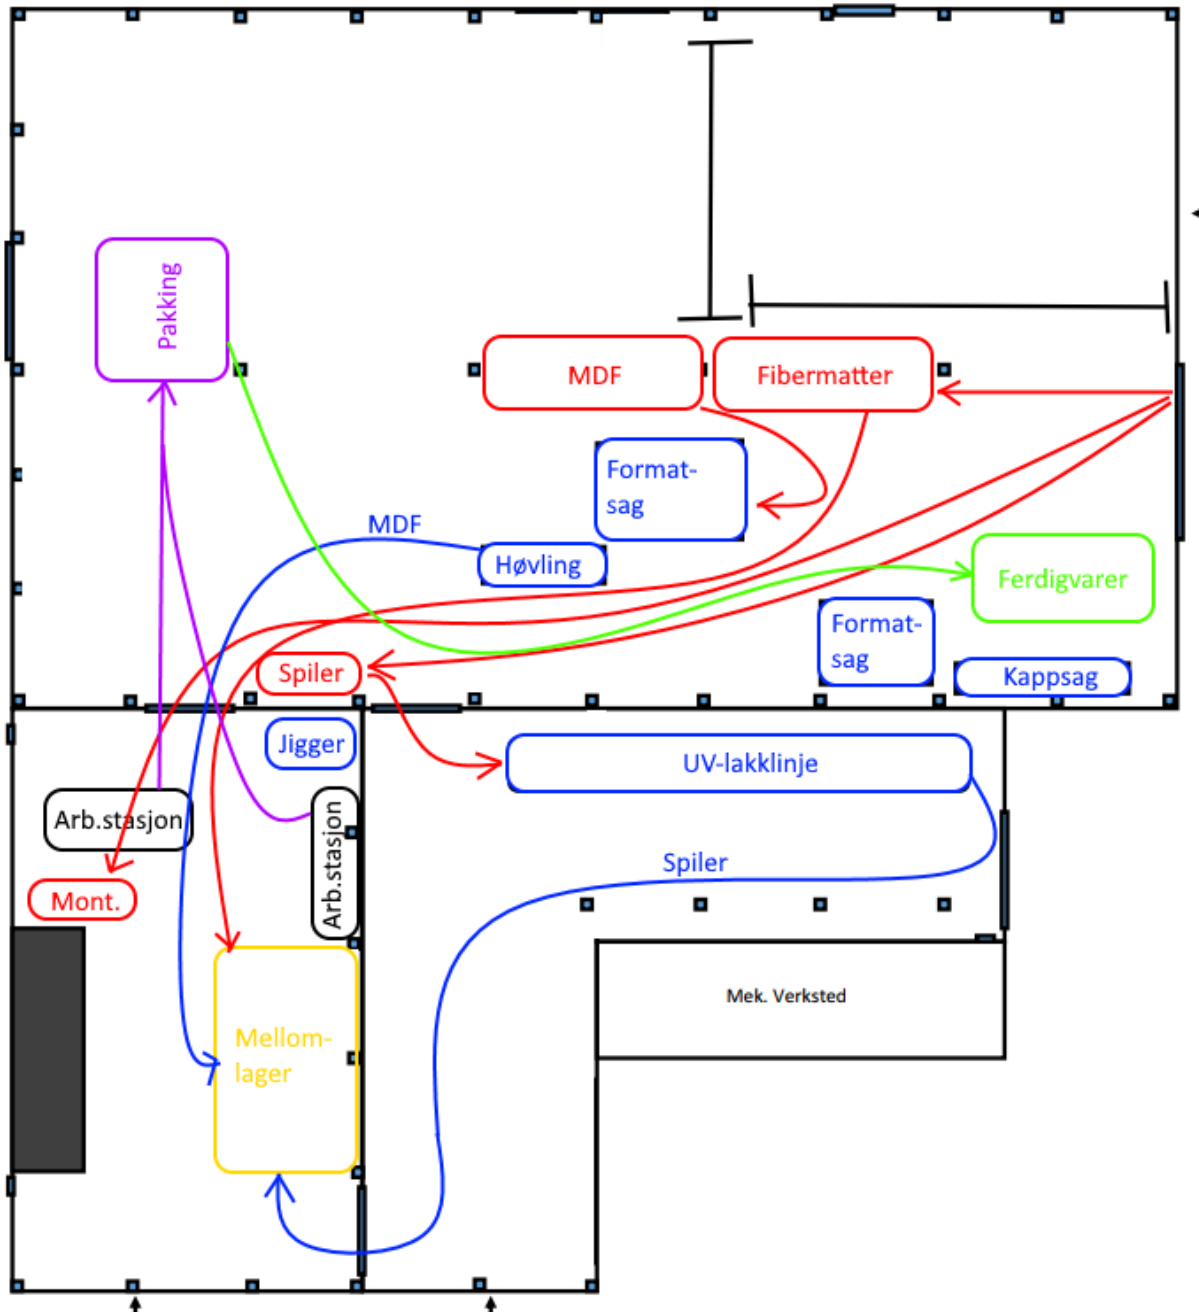 Pakking
MDF
Fibermatter
Format-
sag
MDF
Høvling
Ferdigvarer
Format-
sag
Spiler
Kappsag
Jigger
UV-lakklinje
Arb.stasjon
Arb.stasjon
Spiler
Mont.
Mek. Verksted
Mellom-
lager